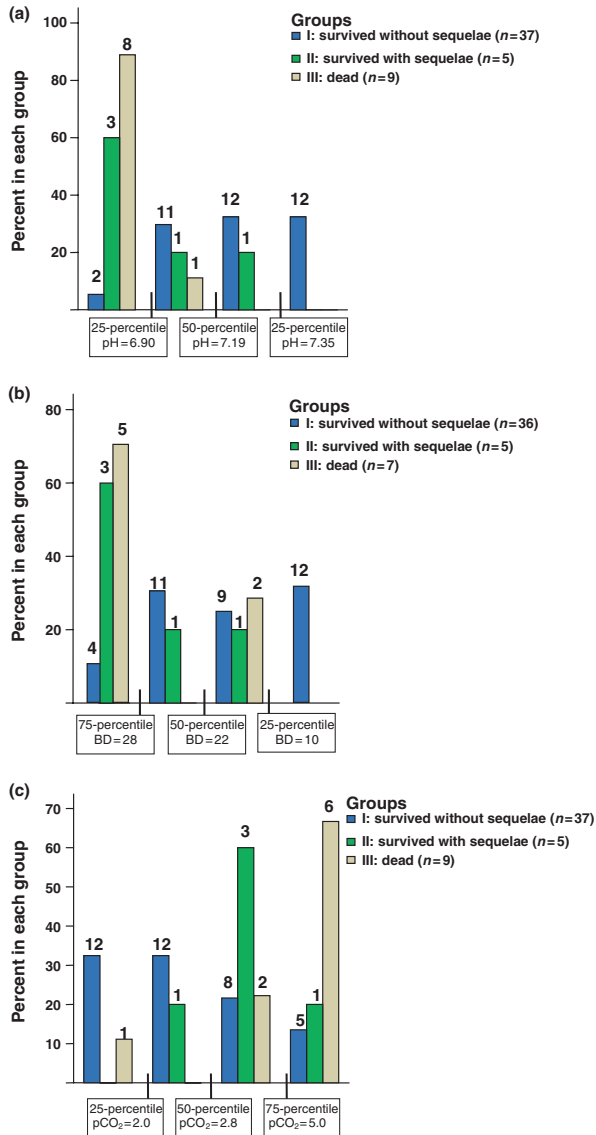 (a)
Groups
I: survived without sequelae (n=37)
II: survived with sequelae (n=5)
III: dead (n=9)
Percent in each group
100
80
60
40
20
2
3
8
11
1
1
12
1
12
25-percentile
pH=6.90
50-percentile
pH=7.19
25-percentile
pH=7.35
(b)
Groups
I: survived without sequelae (n=36)
II: survived with sequelae (n=5)
III: dead (n=7)
Percent in each group
80
60
40
20
4
3
5
11
1
9
1
2
12
75-percentile
BD=28
50-percentile
BD=22
25-percentile
BD=10
(c)
Groups
I: survived without sequelae (n=37)
II: survived with sequelae (n=5)
III: dead (n=9)
Percent in each group
70
60
50
40
30
20
10
12
1
12
1
8
3
2
5
1
6
25-percentile
pCO₂=2.0
50-percentile
pCO₂=2.8
75-percentile
pCO₂=5.0